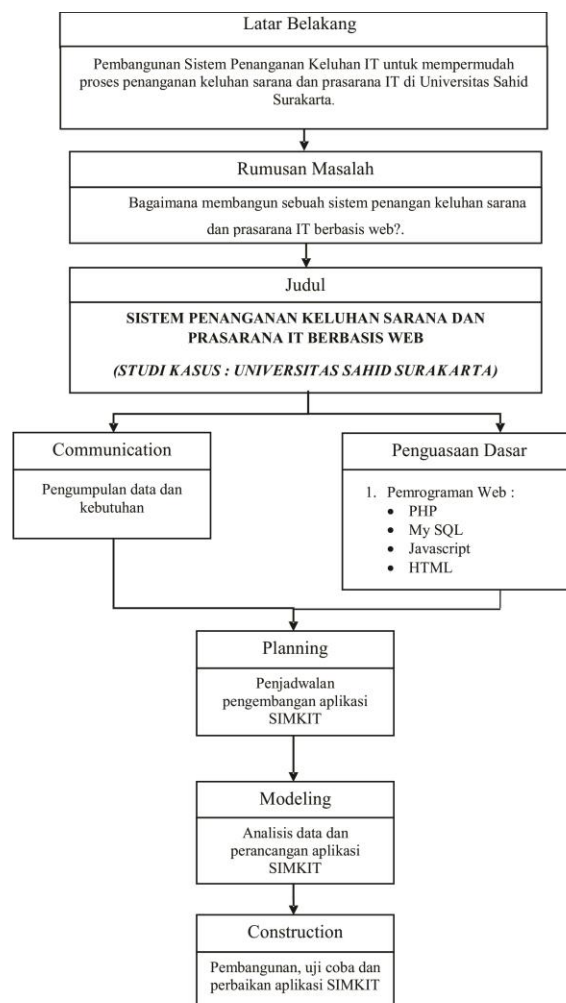 Latar Belakang
Pembangunan Sistem Penanganan Keluhan IT untuk mempermudah
proses penanganan keluhan sarana dan prasarana IT di Universitas Sahid
Surakarta.
Rumusan Masalah
Bagaimana membangun sebuah sistem penangan keluhan sarana
dan prasarana IT berbasis web?.
Judul
SISTEM PENANGANAN KELUHAN SARANA DAN
PRASARANA IT BERBASIS WEB
(STUDI KASUS : UNIVERSITAS SAHID SURAKARTA)
Communication
Pengumpulan data dan
kebutuhan
Penguasaan Dasar
1. Pemrograman Web :
• PHP
• My SQL
• Javascript
• HTML
Planning
Penjadwalan
pengembangan aplikasi
SIMKIT
Modeling
Analisis data dan
perancangan aplikasi
SIMKIT
Construction
Pembangunan, uji coba dan
perbaikan aplikasi SIMKIT